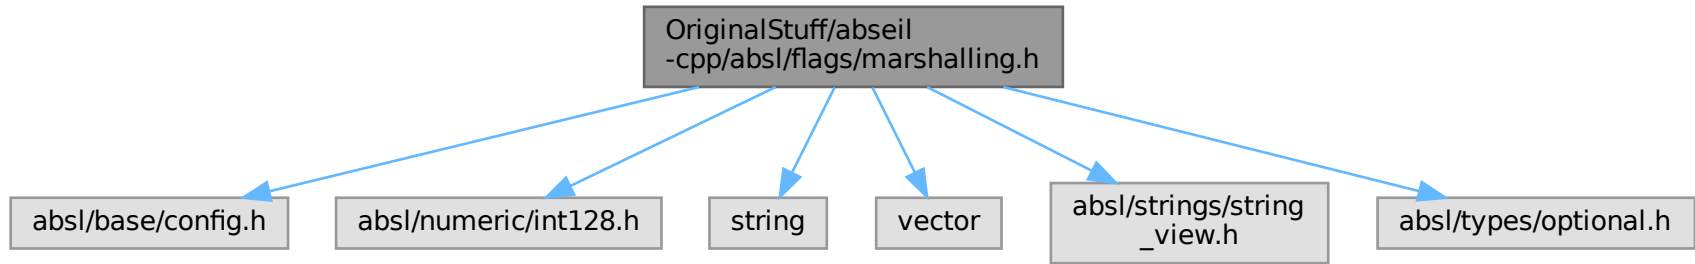 OriginalStuff/abseil
-cpp/absl/flags/marshalling.h
absl/base/config.h
absl/numeric/int128.h
string
vector
absl/strings/string
_view.h
absl/types/optional.h